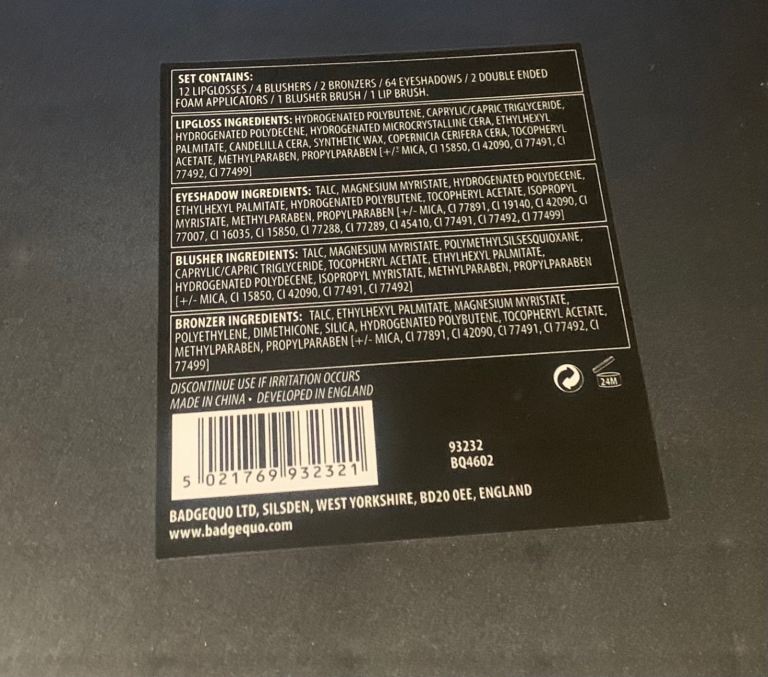 SET CONTAINS:
12 LIPGLOSSES / 4 BLUSHERS / 2 BRONZERS / 64 EYESHADOWS / 2 DOUBLE ENDED
FOAM APPLICATORS / 1 BLUSHER BRUSH / 1 LIP BRUSH.
LIPGLOSS INGREDIENTS: HYDROGENATED POLYBUTENE, CAPRYLIC/CAPRIC TRIGLYCERIDE,
HYDROGENATED POLYDECENE, HYDROGENATED MICROCRYSTALLINE CERA, ETHYLHEXYL
PALMITATE, CANDELILLA CERA, SYNTHETIC WAX, COPERNICIA CERIFERA CERA, TOCOPHERYL
ACETATE, METHYLPARABEN, PROPYLPARABEN [+/- MICA, CI 15850, CI 42090, CI 77491, CI
77492, CI 77499]
EYESHADOW INGREDIENTS: TALC, MAGNESIUM MYRISTATE, HYDROGENATED POLYDECENE,
ETHYLHEXYL PALMITATE, HYDROGENATED POLYBUTENE, TOCOPHERYL ACETATE, ISOPROPYL
MYRISTATE, METHYLPARABEN, PROPYLPARABEN [+/- MICA, CI 77891, CI 19140, CI 42090, CI
77007, CI 16035, CI 15850, CI 77288, CI 77289, CI 45410, CI 77491, CI 77492, CI 77499]
BLUSHER INGREDIENTS: TALC, MAGNESIUM MYRISTATE, POLYMETHYLSILSESQUIOXANE,
CAPRYLIC/CAPRIC TRIGLYCERIDE, TOCOPHERYL ACETATE, ETHYLHEXYL PALMITATE,
HYDROGENATED POLYDECENE, ISOPROPYL MYRISTATE, METHYLPARABEN, PROPYLPARABEN
[+/- MICA, CI 15850, CI 42090, CI 77491, CI 77492]
BRONZER INGREDIENTS: TALC, ETHYLHEXYL PALMITATE, MAGNESIUM MYRISTATE,
POLYETHYLENE, DIMETHICONE, SILICA, HYDROGENATED POLYBUTENE, TOCOPHERYL ACETATE,
METHYLPARABEN, PROPYLPARABEN [+/- MICA, CI 77891, CI 42090, CI 77491, CI 77492, CI
77499]
DISCONTINUE USE IF IRRITATION OCCURS
MADE IN CHINA • DEVELOPED IN ENGLAND
24M
5 021769 932321
93232
BQ4602
BADGEQUO LTD, SILSDEN, WEST YORKSHIRE, BD20 0EE, ENGLAND
www.badgequo.com